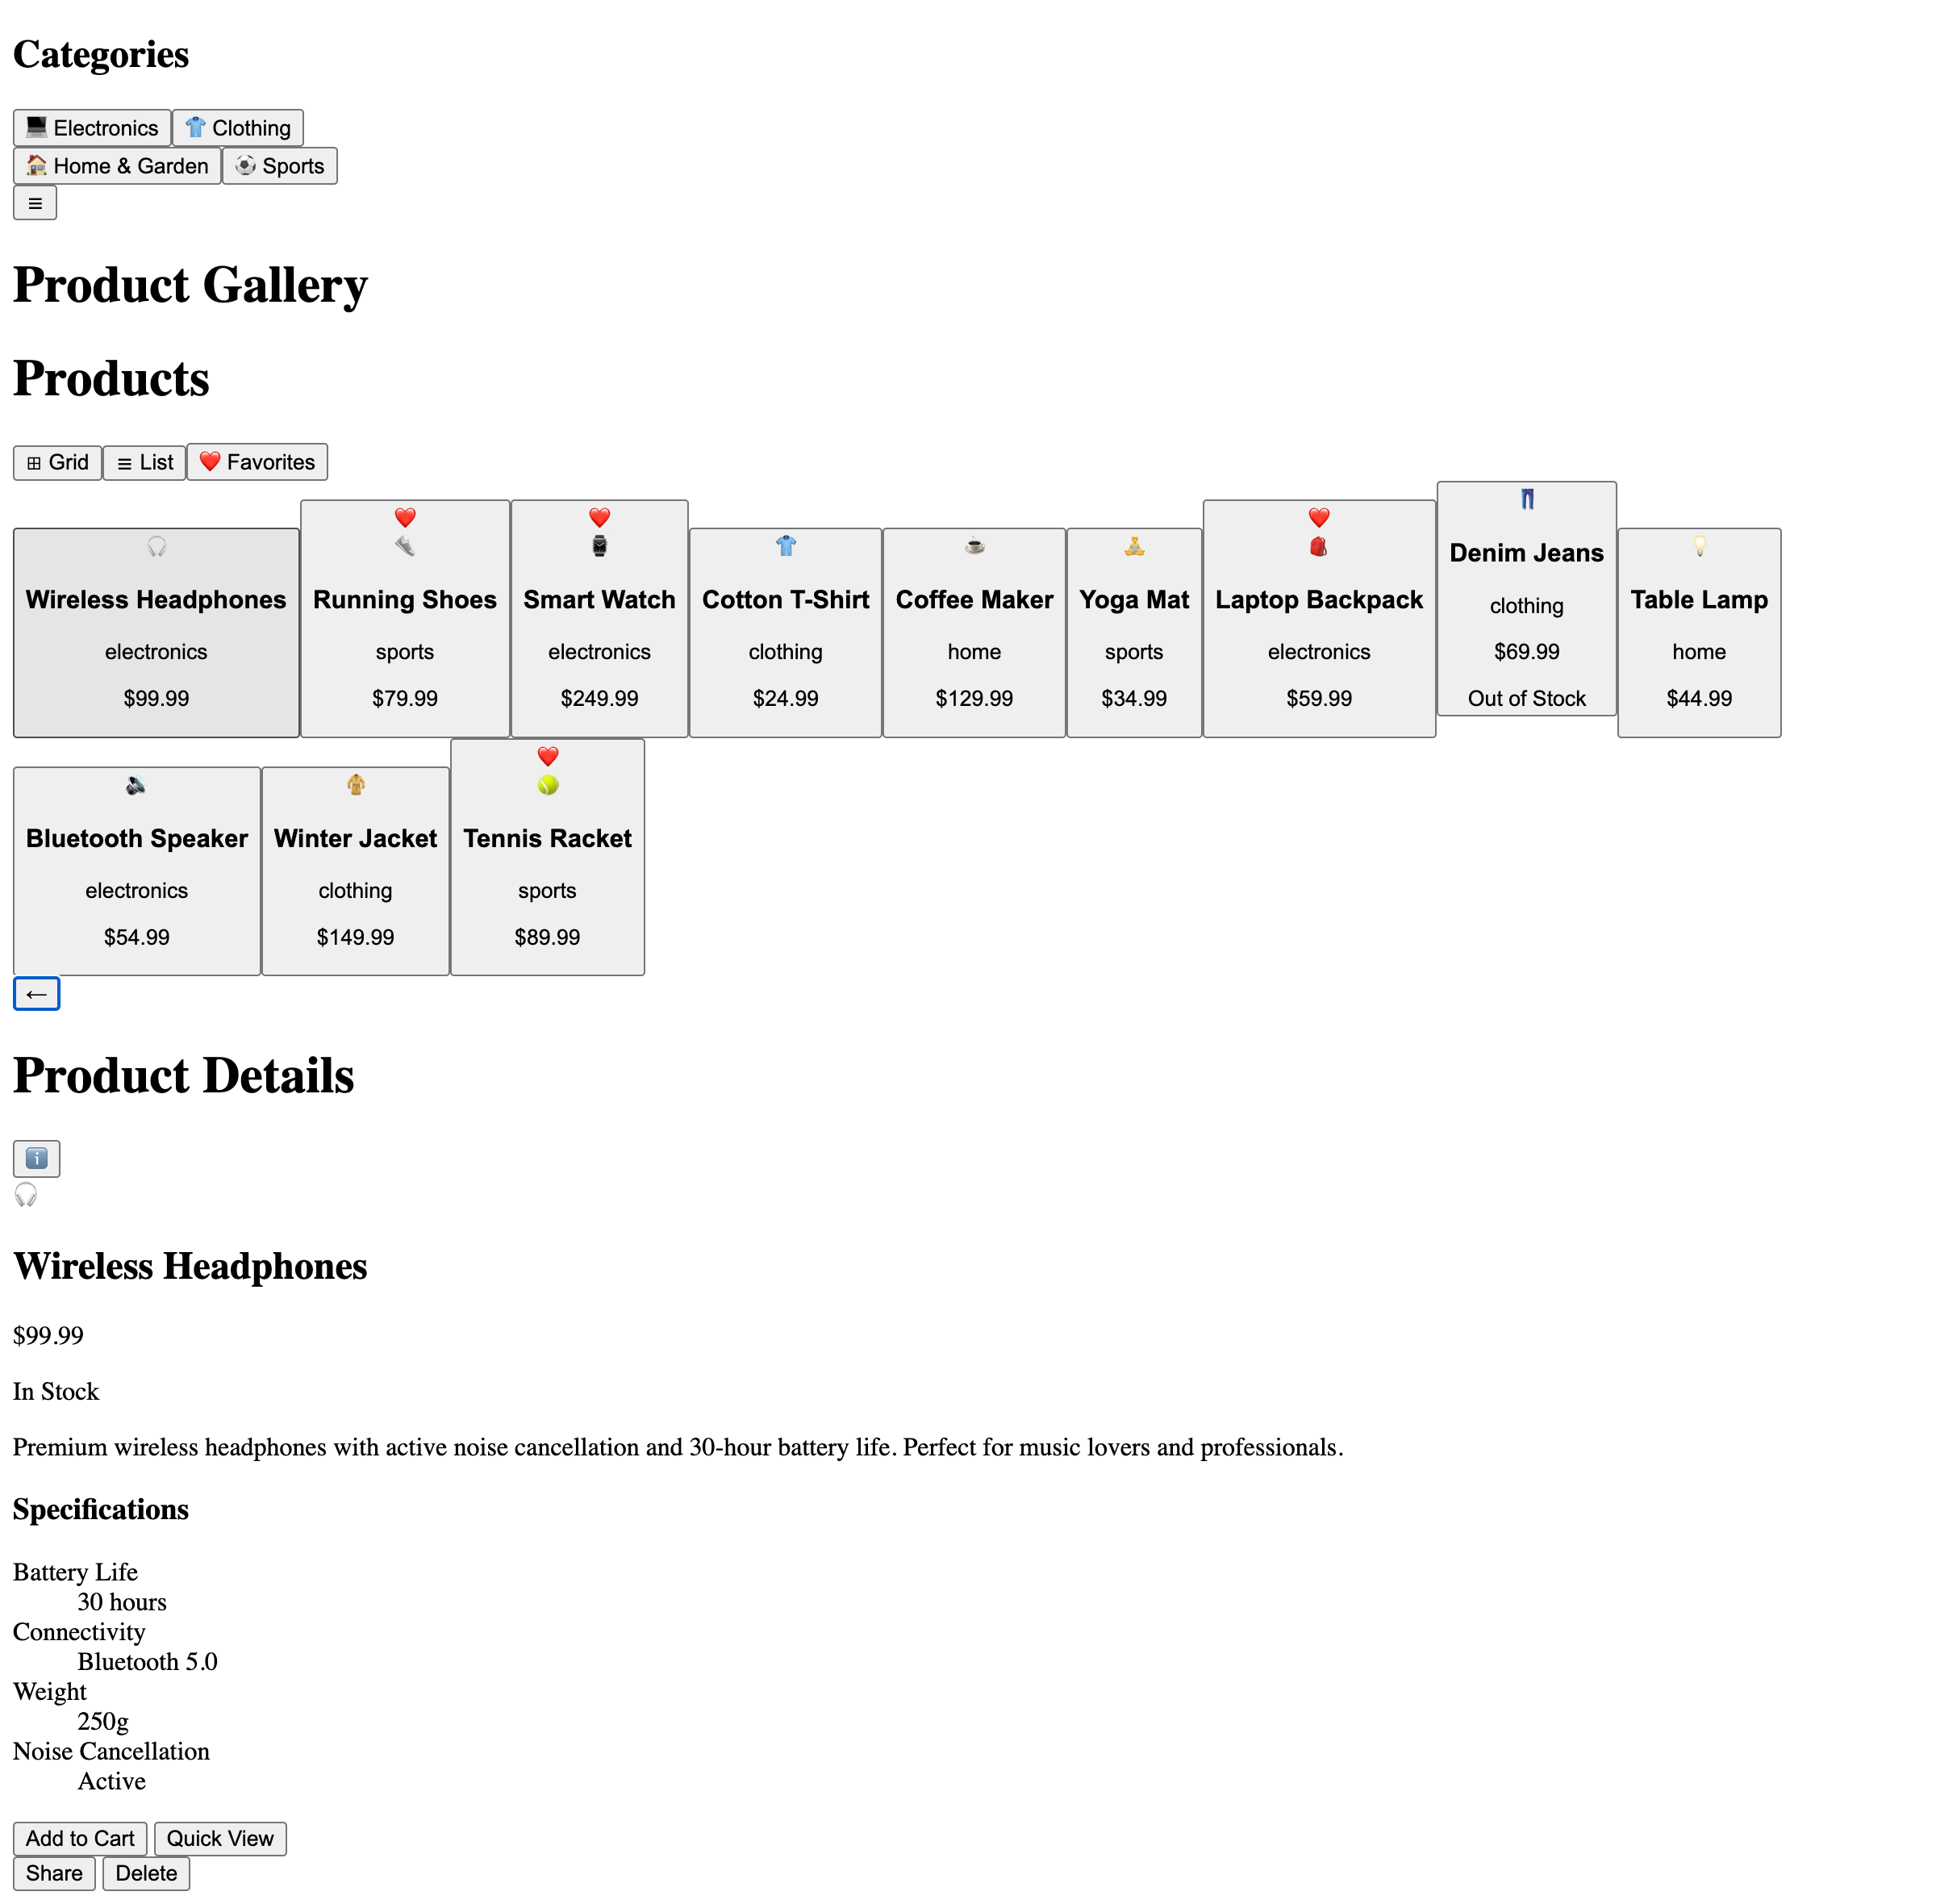 Categories
💻 Electronics 👕 Clothing
🏠 Home & Garden ⚽ Sports
≡
Product Gallery
Products
⊞ Grid ≡ List ❤️ Favorites
Wireless Headphones
electronics
$99.99
Running Shoes
sports
$79.99
Smart Watch
electronics
$249.99
Cotton T-Shirt
clothing
$24.99
Coffee Maker
home
$129.99
Yoga Mat
sports
$34.99
Laptop Backpack
electronics
$59.99
Denim Jeans
clothing
$69.99
Out of Stock
Table Lamp
home
$44.99
Bluetooth Speaker
electronics
$54.99
Winter Jacket
clothing
$149.99
Tennis Racket
sports
$89.99
←
Product Details
ℹ️
Wireless Headphones
$99.99
In Stock
Premium wireless headphones with active noise cancellation and 30-hour battery life. Perfect for music lovers and professionals.
Specifications
Battery Life
30 hours
Connectivity
Bluetooth 5.0
Weight
250g
Noise Cancellation
Active
Add to Cart Quick View
Share Delete